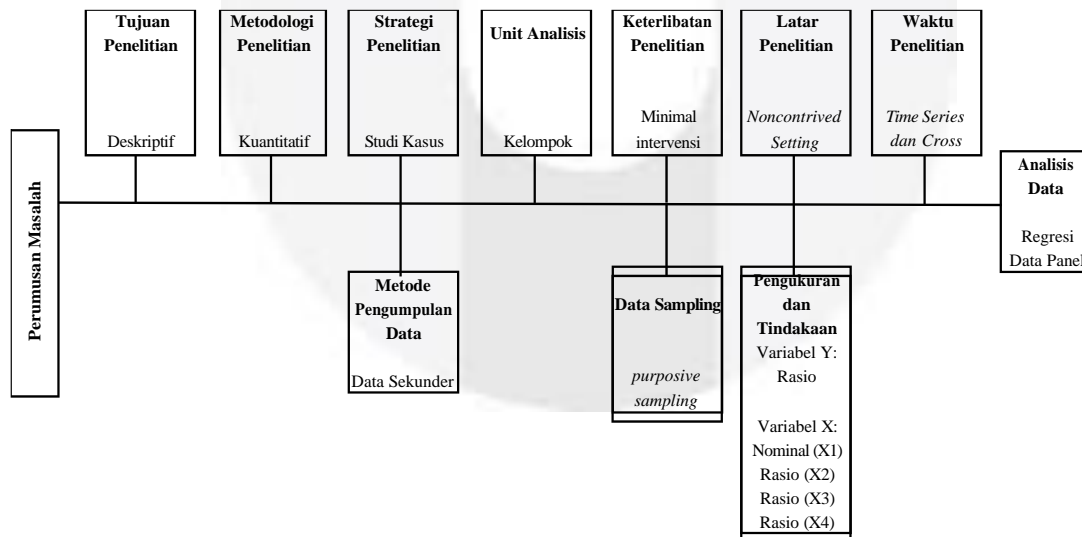 Tujuan
Penelitian
Deskriptif
Metodologi
Penelitian
Kuantitatif
Strategi
Penelitian
Studi Kasus
Unit Analisis
Kelompok
Keterlibatan
Penelitian
Minimal
intervensi
Latar
Penelitian
Noncontrived
Setting
Waktu
Penelitian
Time Series
dan Cross
Perumusan Masalah
Analisis
Data
Regresi
Data Panel
Metode
Pengumpulan
Data
Data Sekunder
Data Sampling
purposive
sampling
Pengukuran
dan
Tindakaan
Variabel Y:
Rasio
Variabel X:
Nominal (X1)
Rasio (X2)
Rasio (X3)
Rasio (X4)